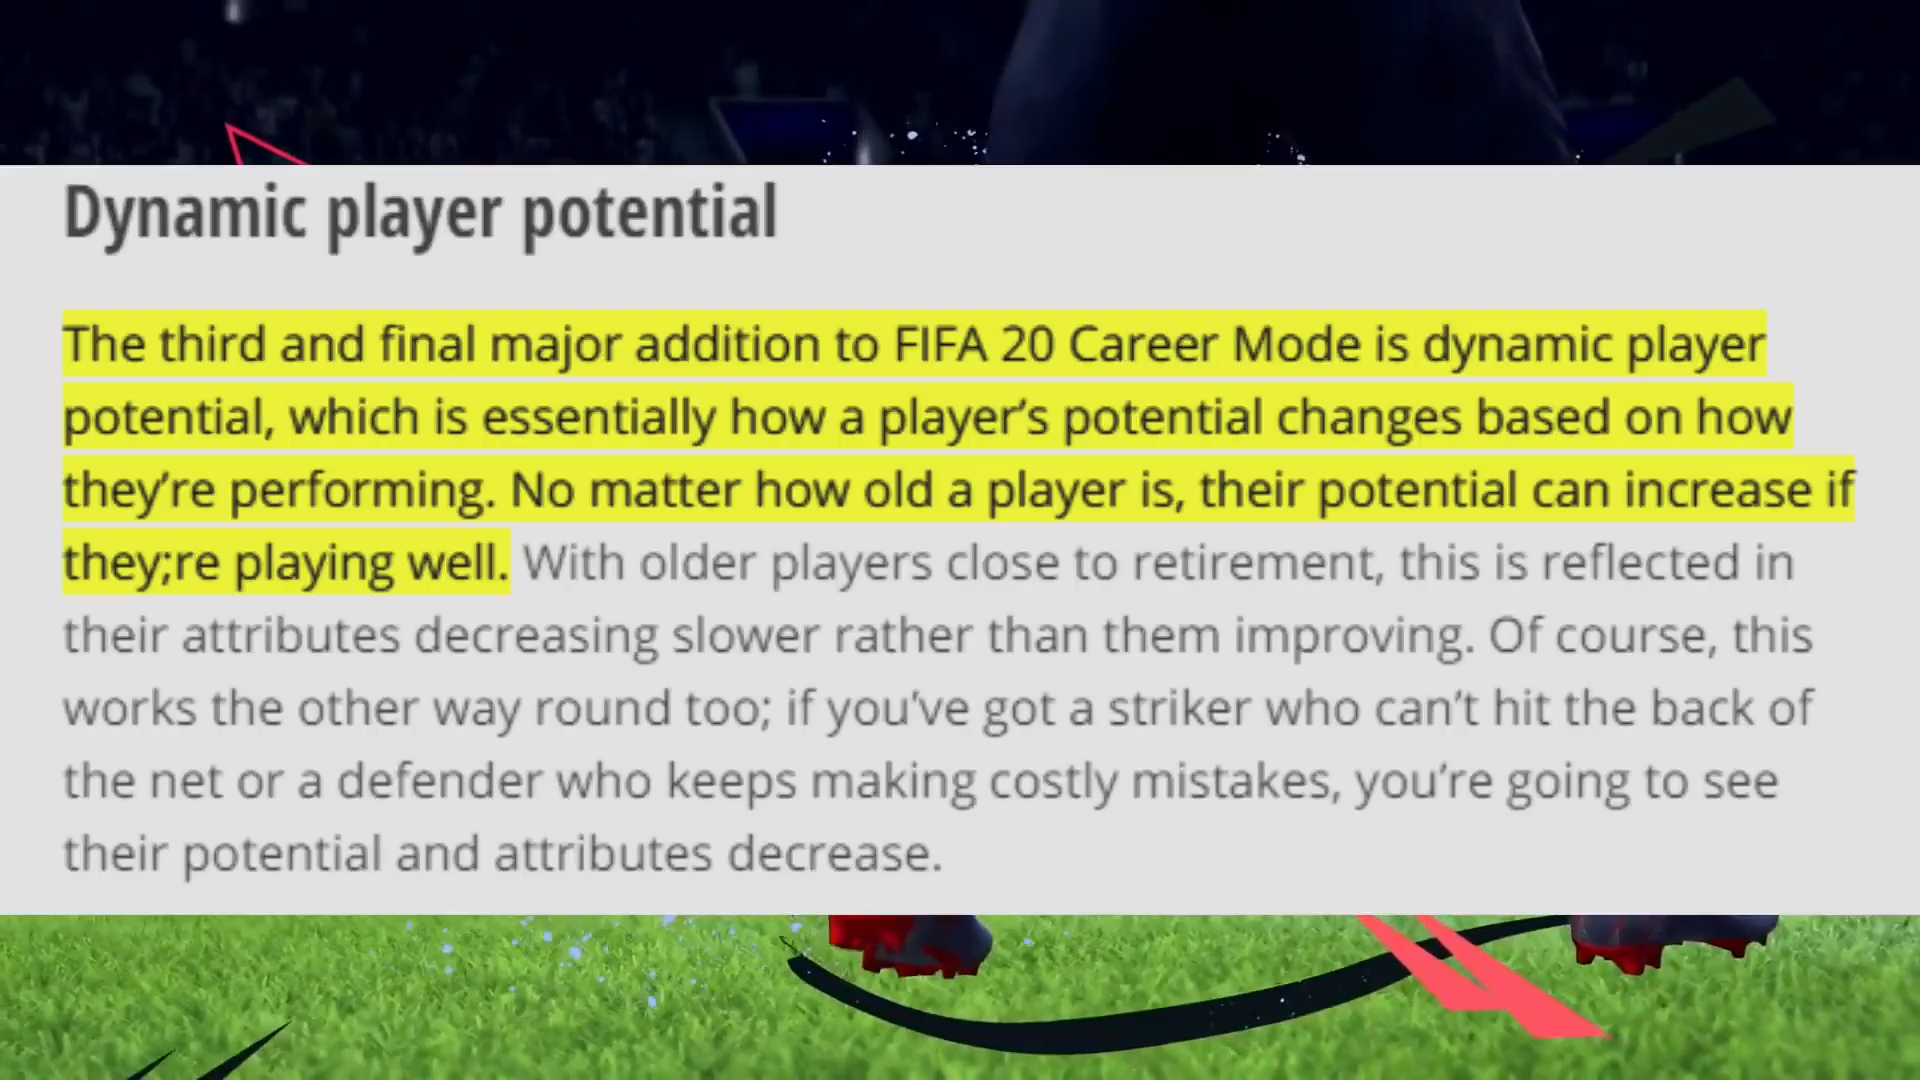 Dynamic player potential
The third and final major addition to FIFA 20 Career Mode is dynamic player
potential, which is essentially how a player’s potential changes based on how
they’re performing. No matter how old a player is, their potential can increase if
they;re playing well. With older players close to retirement, this is reflected in
their attributes decreasing slower rather than them improving. Of course, this
works the other way round too; if you’ve got a striker who can’t hit the back of
the net or a defender who keeps making costly mistakes, you’re going to see
their potential and attributes decrease.